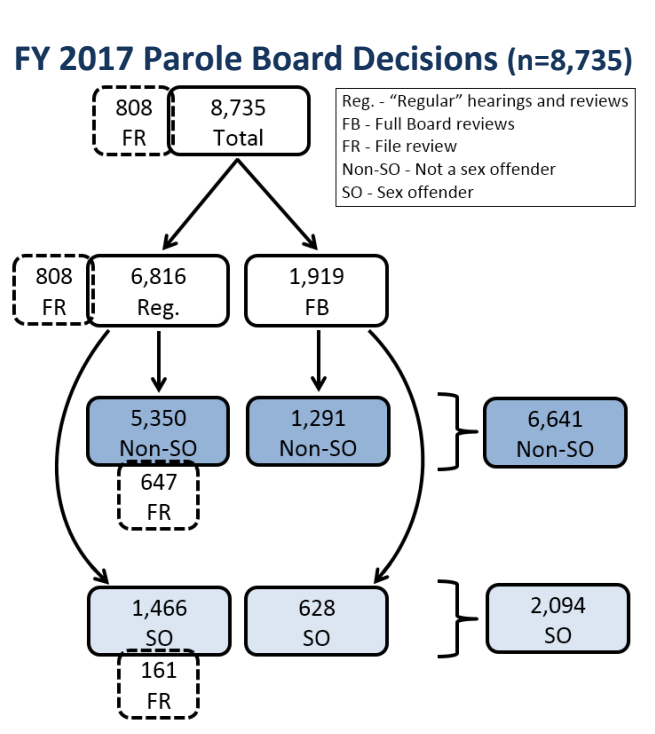 FY 2017 Parole Board Decisions (n=8,735)
808
FR
8,735
Total
Reg. - “Regular” hearings and reviews
FB - Full Board reviews
FR - File review
Non-SO - Not a sex offender
SO - Sex offender
808
FR
6,816
Reg.
1,919
FB
5,350
Non-SO
1,291
Non-SO
6,641
Non-SO
647
FR
1,466
SO
628
SO
2,094
SO
161
FR